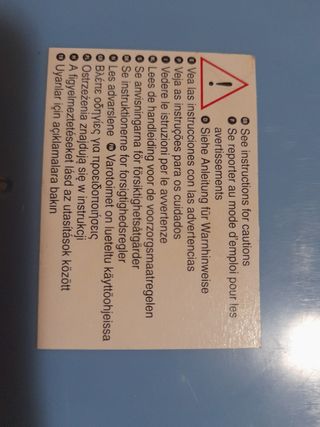 See instructions for cautions
Se reporter au mode d'emploi pour les
avertissements
Siehe Anleitung für Warnhinweise
Vea las instrucciones con las advertencias
Veja as instruções para os cuidados
Vedere le istruzioni per le avvertenze
Lees de handleiding voor de voorzorgsmaatregelen
Se anvisningarna för försiktighetsåtgärder
Se instruktionerne for forsigtighedsregler
Les advarslene Varotoimet on lueteltu käyttöohjeissa
Βλέπε οδηγίες για προειδοποιήσεις
Ostrzeżenia znajdują się w instrukcji
A figyelmeztetéseket lásd az utasítások között
Uyarılar için açıklamalara bakın